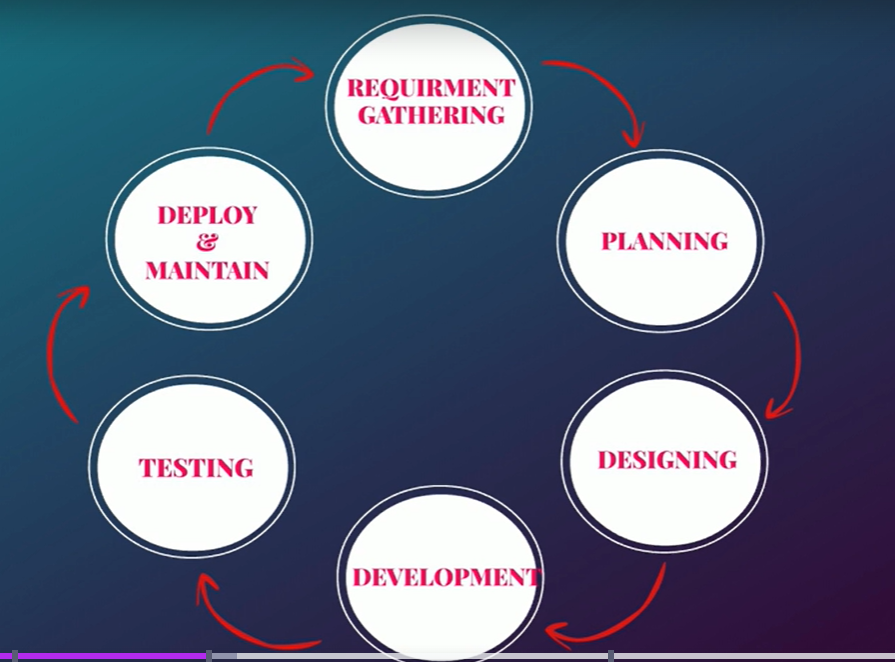 REQUIRMENT
GATHERING
PLANNING
DESIGNING
DEVELOPMENT
TESTING
DEPLOY
&
MAINTAIN